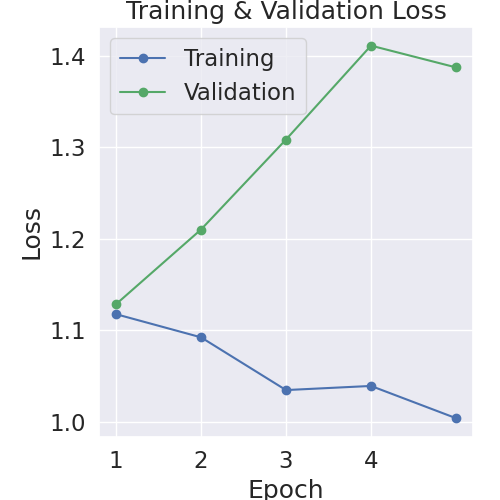 Training & Validation Loss
Training
Validation
1.4
1.3
1.2
1.1
1.0
Loss
1 2 3 4
Epoch